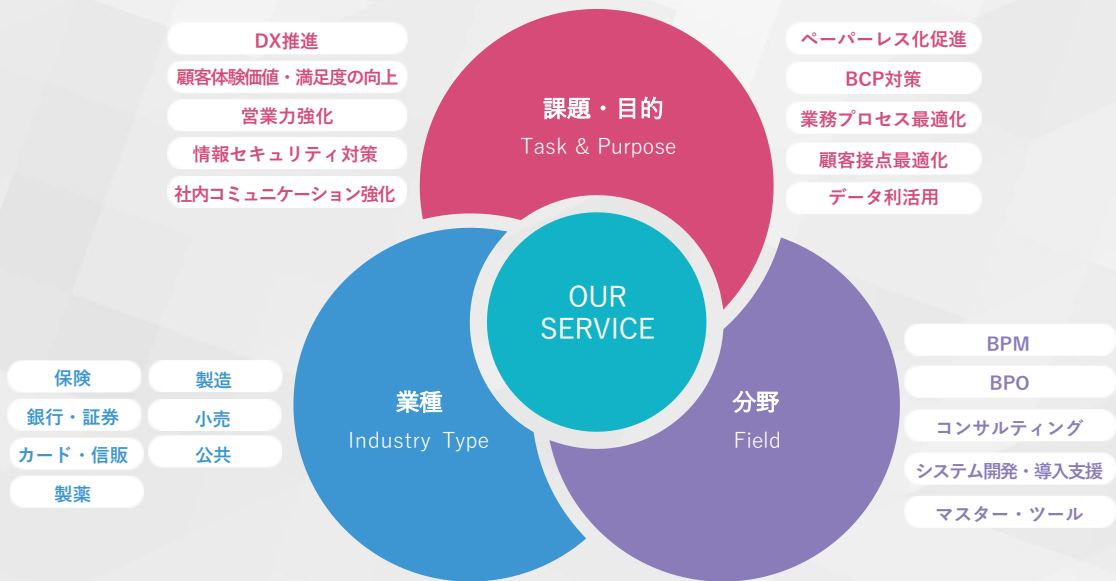 DX推進
顧客体験価値・満足度の向上
営業力強化
情報セキュリティ対策
社内コミュニケーション強化
課題・目的
Task & Purpose
ペーパーレス化促進
BCP対策
業務プロセス最適化
顧客接点最適化
データ利活用
OUR
SERVICE
保険
銀行・証券
カード・信販
製薬
製造
小売
公共
業種
Industry Type
分野
Field
BPM
BPO
コンサルティング
システム開発・導入支援
マスター・ツール